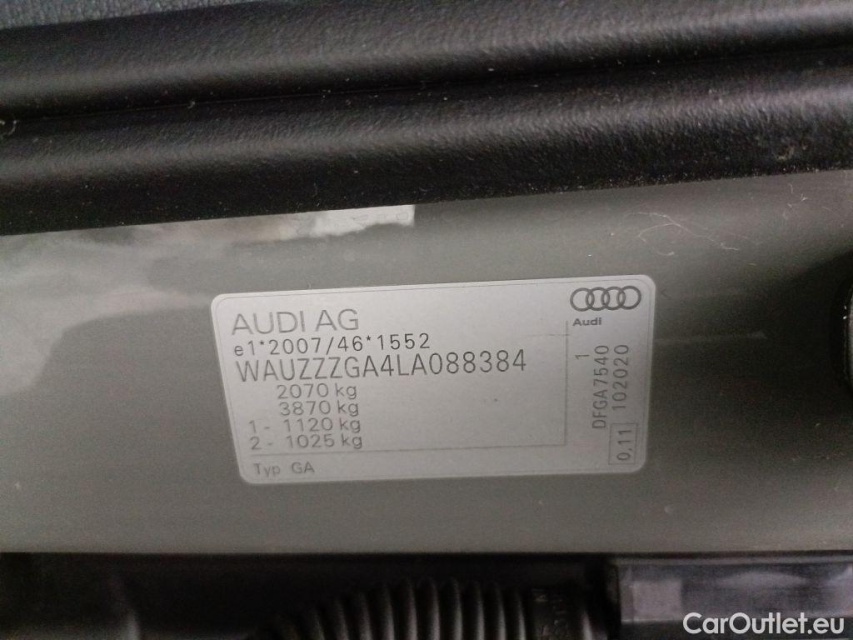 AUDI AG
Audi
e1*2007/46*1552
WAUZZZGA4LA088384
2070 kg
3870 kg
1 - 1120 kg
2 - 1025 kg
Typ GA
DFGA7540 1
0,11 102020
CarOutlet.eu